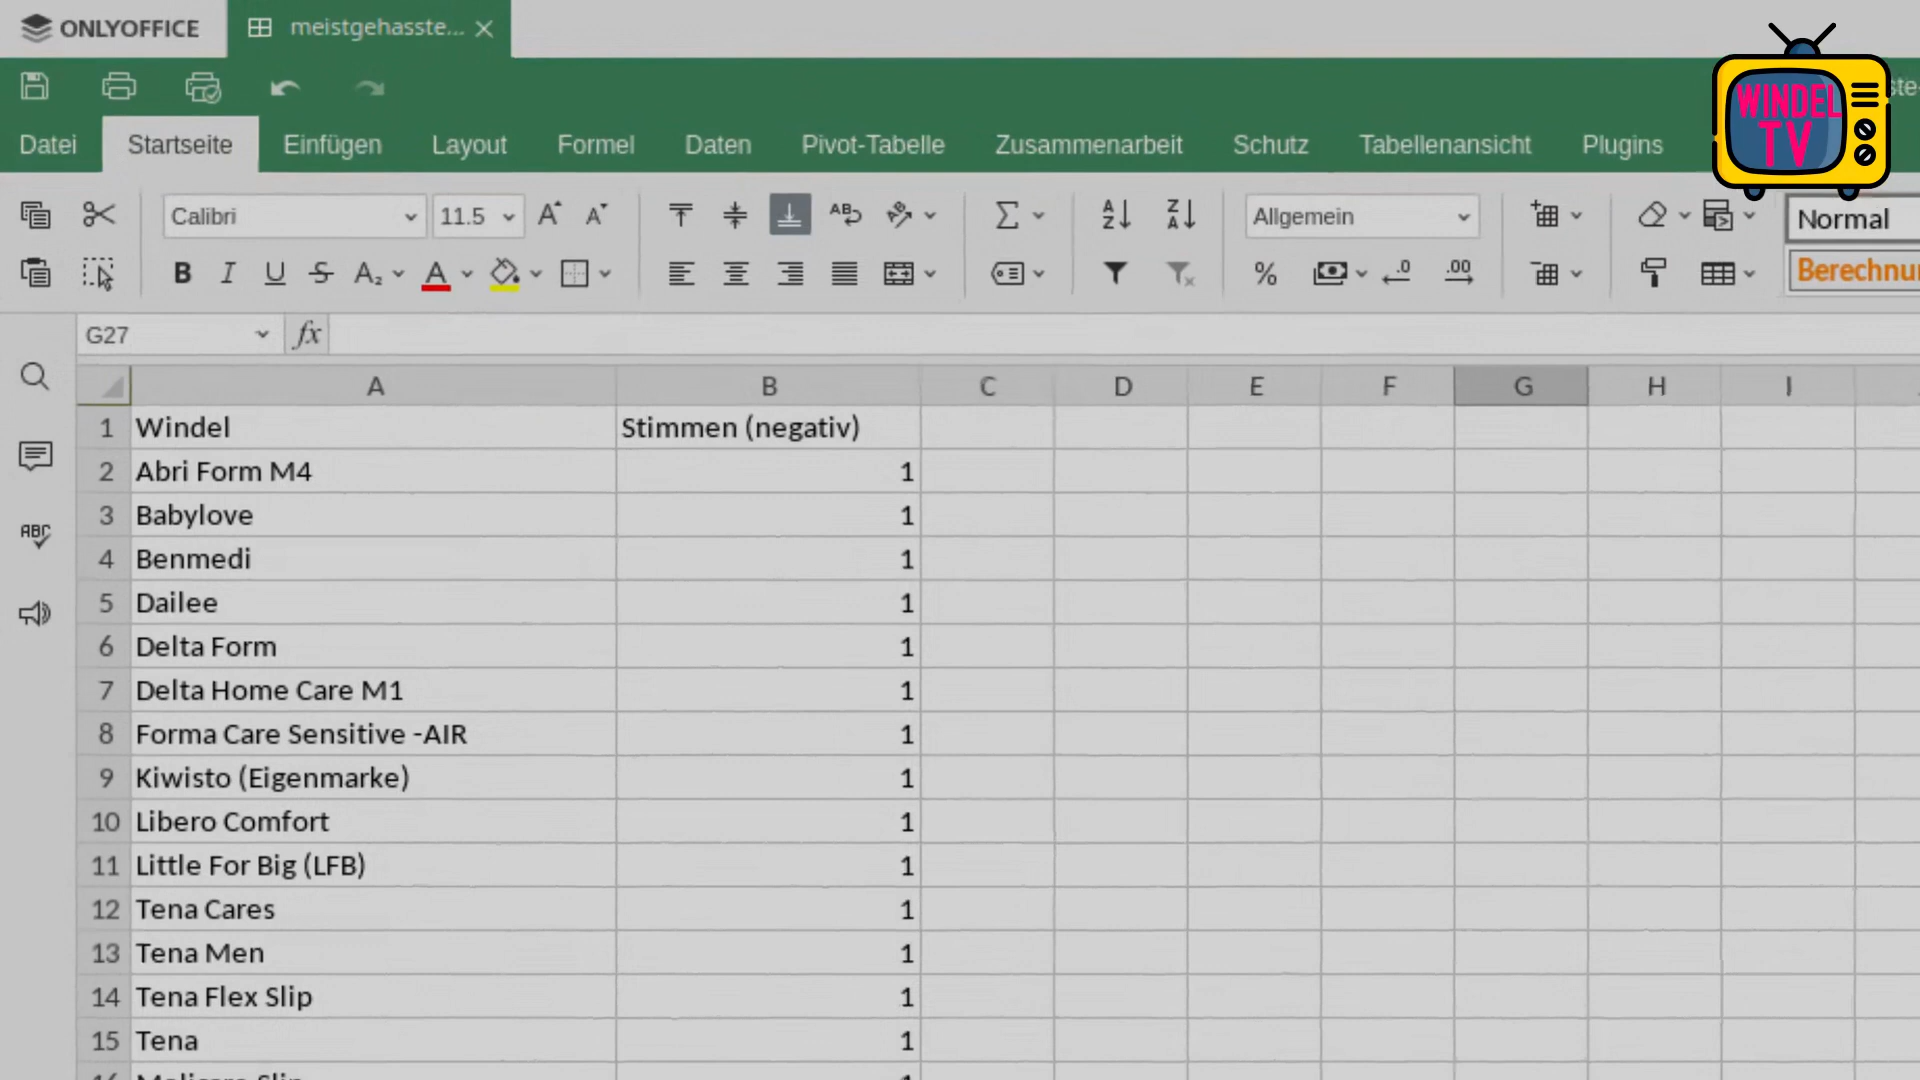 ONLYOFFICE meistgehasste...
WINDEL
TV
Datei Startseite Einfügen Layout Formel Daten Pivot-Tabelle Zusammenarbeit Schutz Tabellenansicht Plugins
Calibri 11.5 Allgemein Normal
Berechnu
G27 fx
A B C D E F G H I
1 Windel Stimmen (negativ)
2 Abri Form M4 1
3 Babylove 1
4 Benmedi 1
5 Dailee 1
6 Delta Form 1
7 Delta Home Care M1 1
8 Forma Care Sensitive -AIR 1
9 Kiwisto (Eigenmarke) 1
10 Libero Comfort 1
11 Little For Big (LFB) 1
12 Tena Cares 1
13 Tena Men 1
14 Tena Flex Slip 1
15 Tena 1